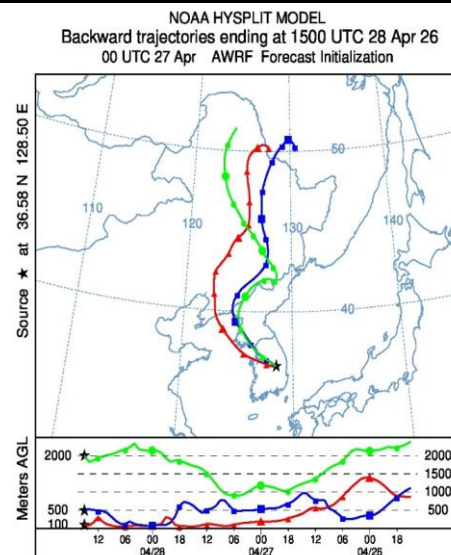 NOAA HYSPLIT MODEL
Backward trajectories ending at 1500 UTC 28 Apr 26
00 UTC 27 Apr AWRF Forecast Initialization
Source ★ at 36.58 N 128.50 E
110
120
130
140
50
40
Meters AGL
2000
500
100
2000
1500
1000
500
12 06 00 18 12 06 00 18 12 06 00 18
04/28 04/27 04/26